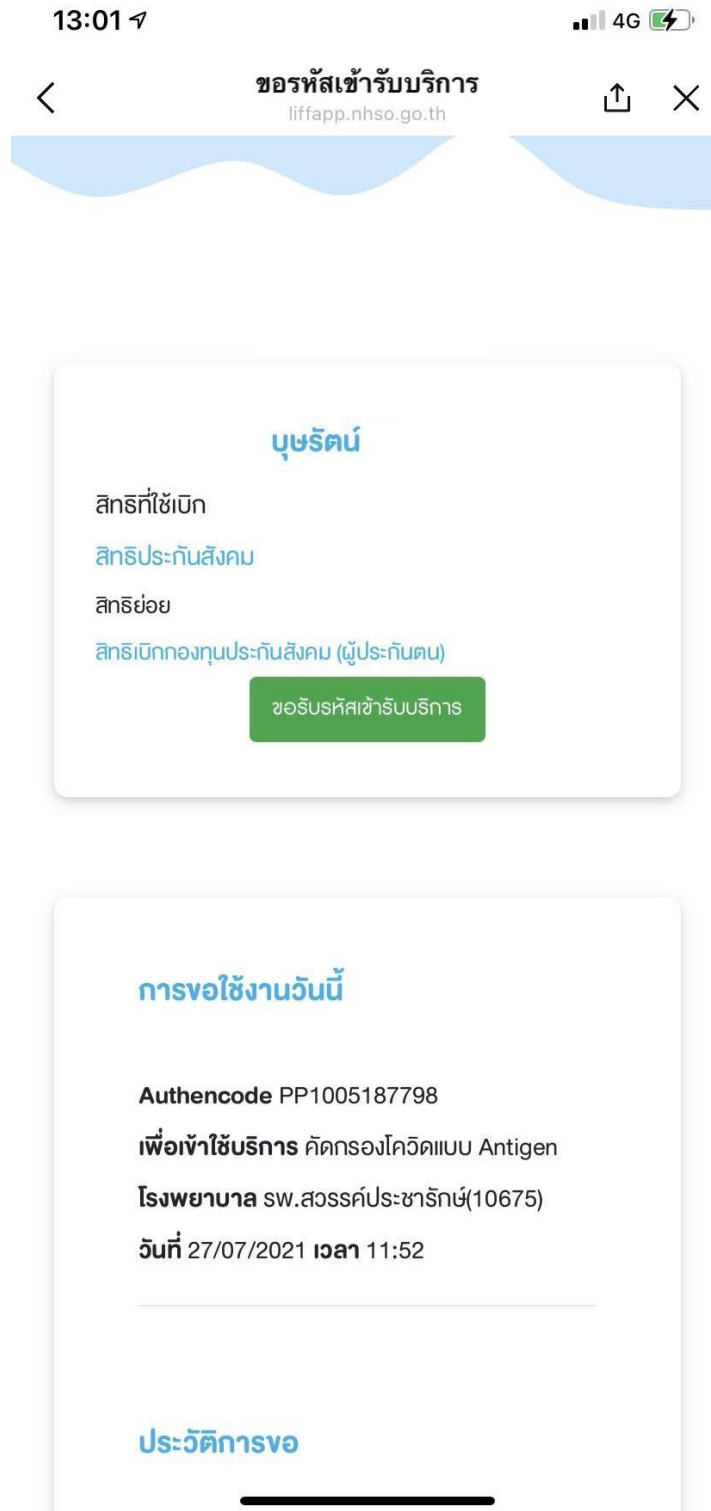 13:01
4G
ขอรหัสเข้ารับบริการ
liffapp.nhso.go.th
บุษรัตน์
สิทธิที่ใช้เบิก
สิทธิประกันสังคม
สิทธิย่อย
สิทธิเบิกกองทุนประกันสังคม (ผู้ประกันตน)
ขอรับรหัสเข้ารับบริการ
การขอใช้งานวันนี้
Authencode PP1005187798
เพื่อเข้าใช้บริการ คัดกรองโควิดแบบ Antigen
โรงพยาบาล รพ.สวรรค์ประชารักษ์(10675)
วันที่ 27/07/2021 เวลา 11:52
ประวัติการขอ